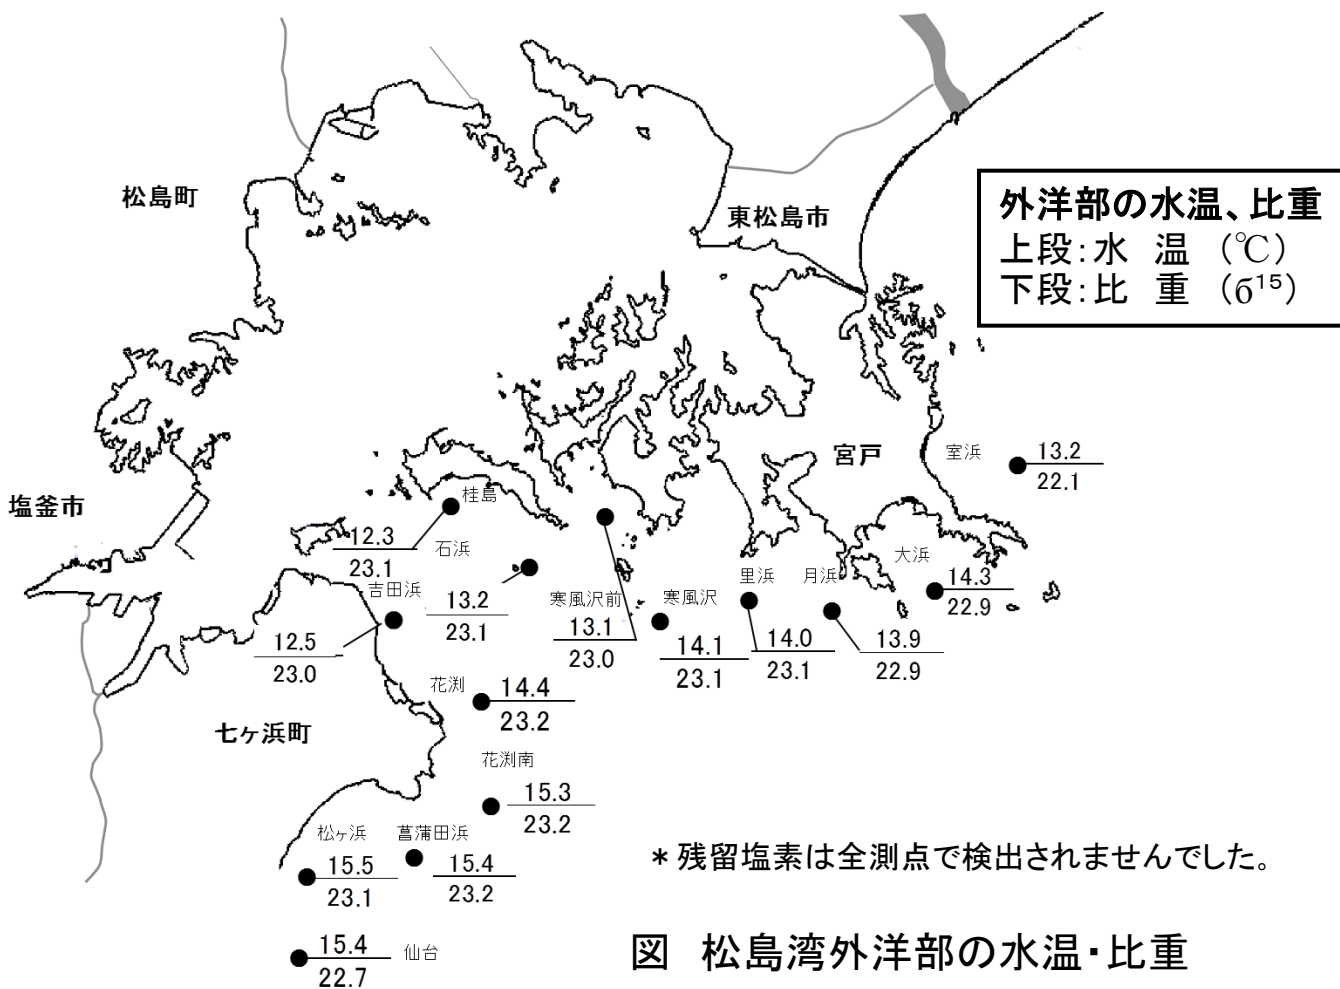 松島町
東松島市
外洋部の水温、比重
上段:水　温　(℃)
下段:比　重　(б¹⁵)
宮戸
室浜
13.2
22.1
塩釜市
桂島
12.3
23.1
石浜
13.2
23.1
吉田浜
12.5
23.0
寒風沢前
13.1
23.0
寒風沢
14.1
23.1
里浜
14.0
23.1
月浜
13.9
22.9
大浜
14.3
22.9
花渕
14.4
23.2
七ヶ浜町
花渕南
15.3
23.2
松ヶ浜
15.5
23.1
菖蒲田浜
15.4
23.2
*残留塩素は全測点で検出されませんでした。
15.4
22.7
仙台
図　松島湾外洋部の水温・比重